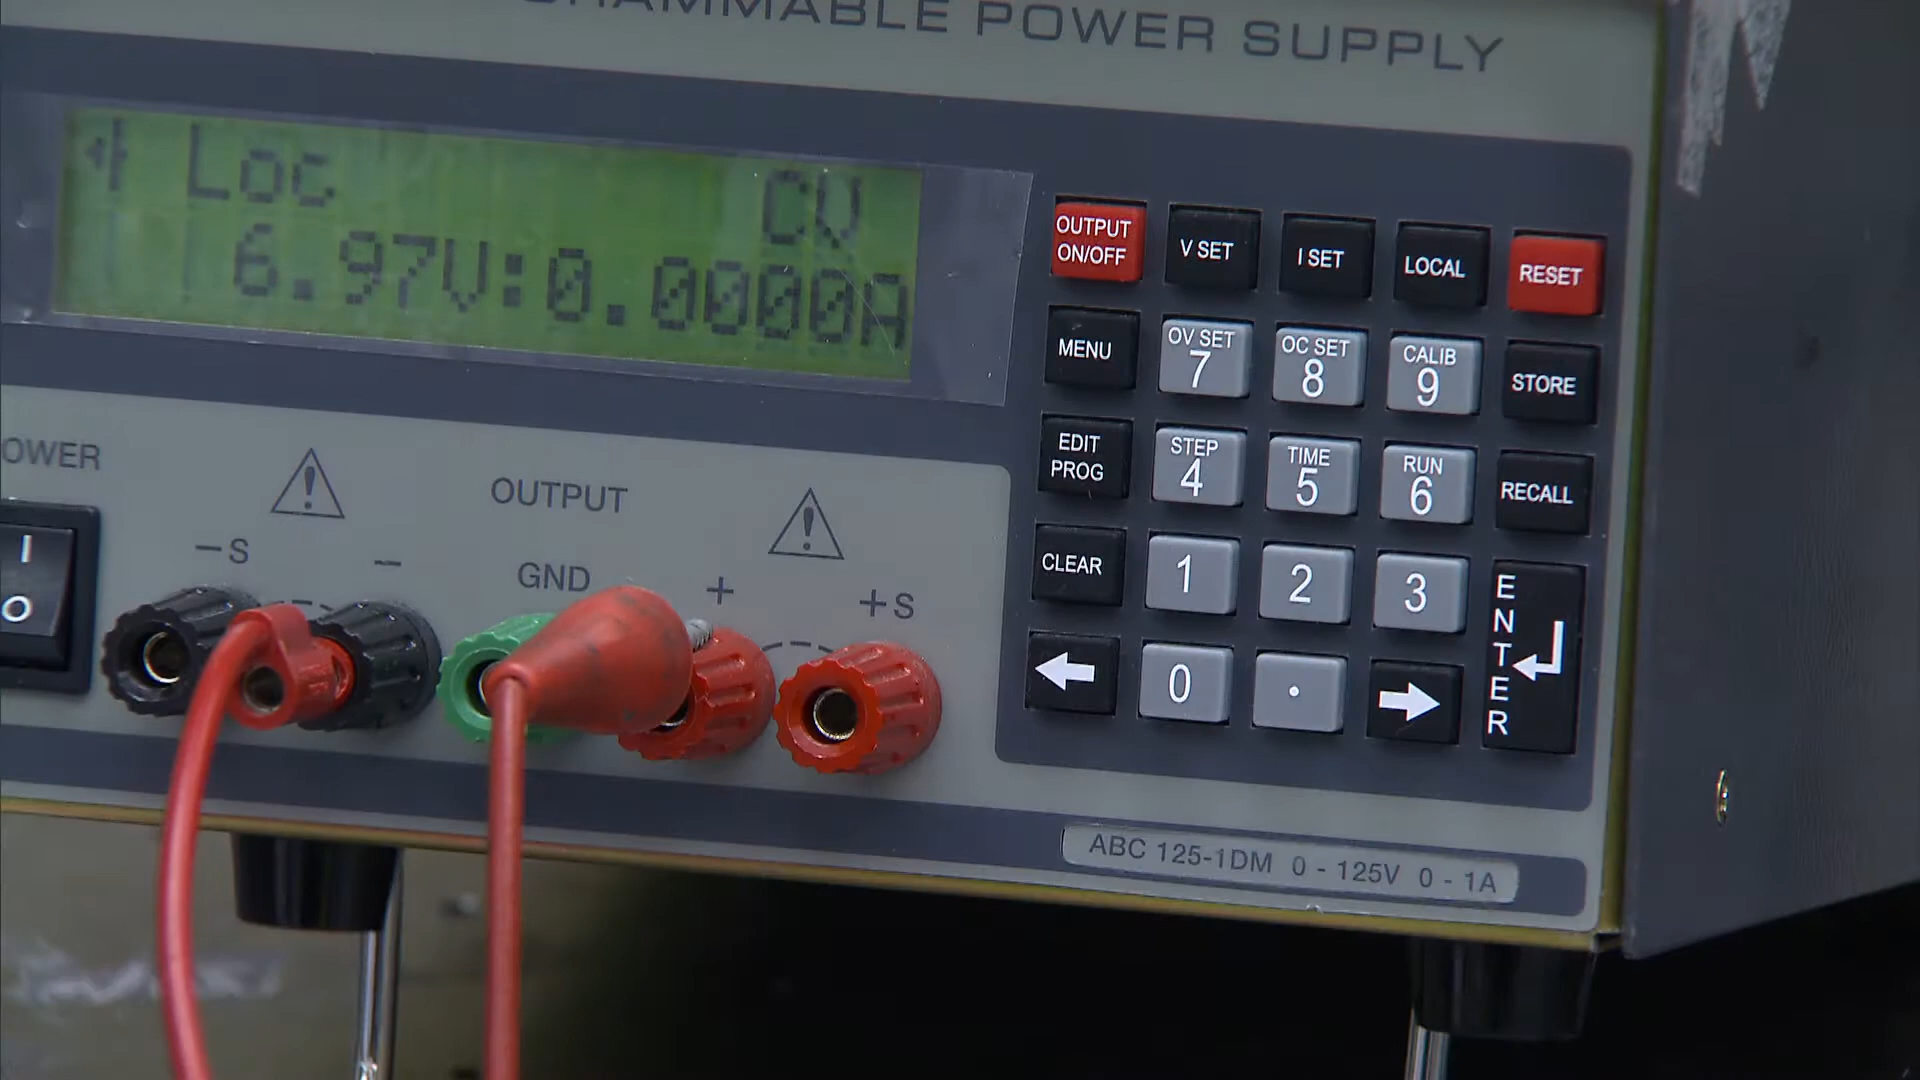 POWER SUPPLY
Loc CV
6.97V:0.0000A
OUTPUT
ON/OFF
V SET
I SET
LOCAL
RESET
MENU
OV SET
7
OC SET
8
CALIB
9
STORE
EDIT
PROG
STEP
4
TIME
5
RUN
6
RECALL
CLEAR
1
2
3
ENTER
0
.
OWER
I
O
OUTPUT
–S
–
GND
+
+S
ABC 125-1DM 0 - 125V 0 - 1A